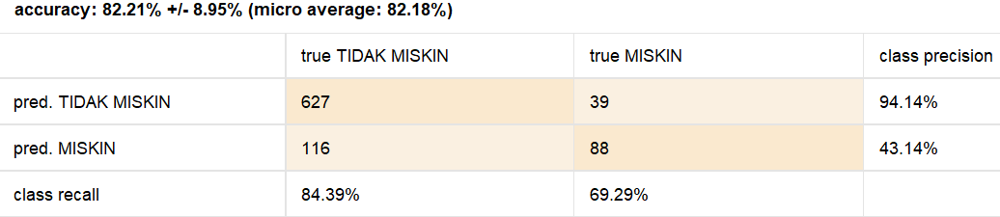 accuracy: 82.21% +/- 8.95% (micro average: 82.18%)
true TIDAK MISKIN true MISKIN class precision
pred. TIDAK MISKIN 627 39 94.14%
pred. MISKIN 116 88 43.14%
class recall 84.39% 69.29%